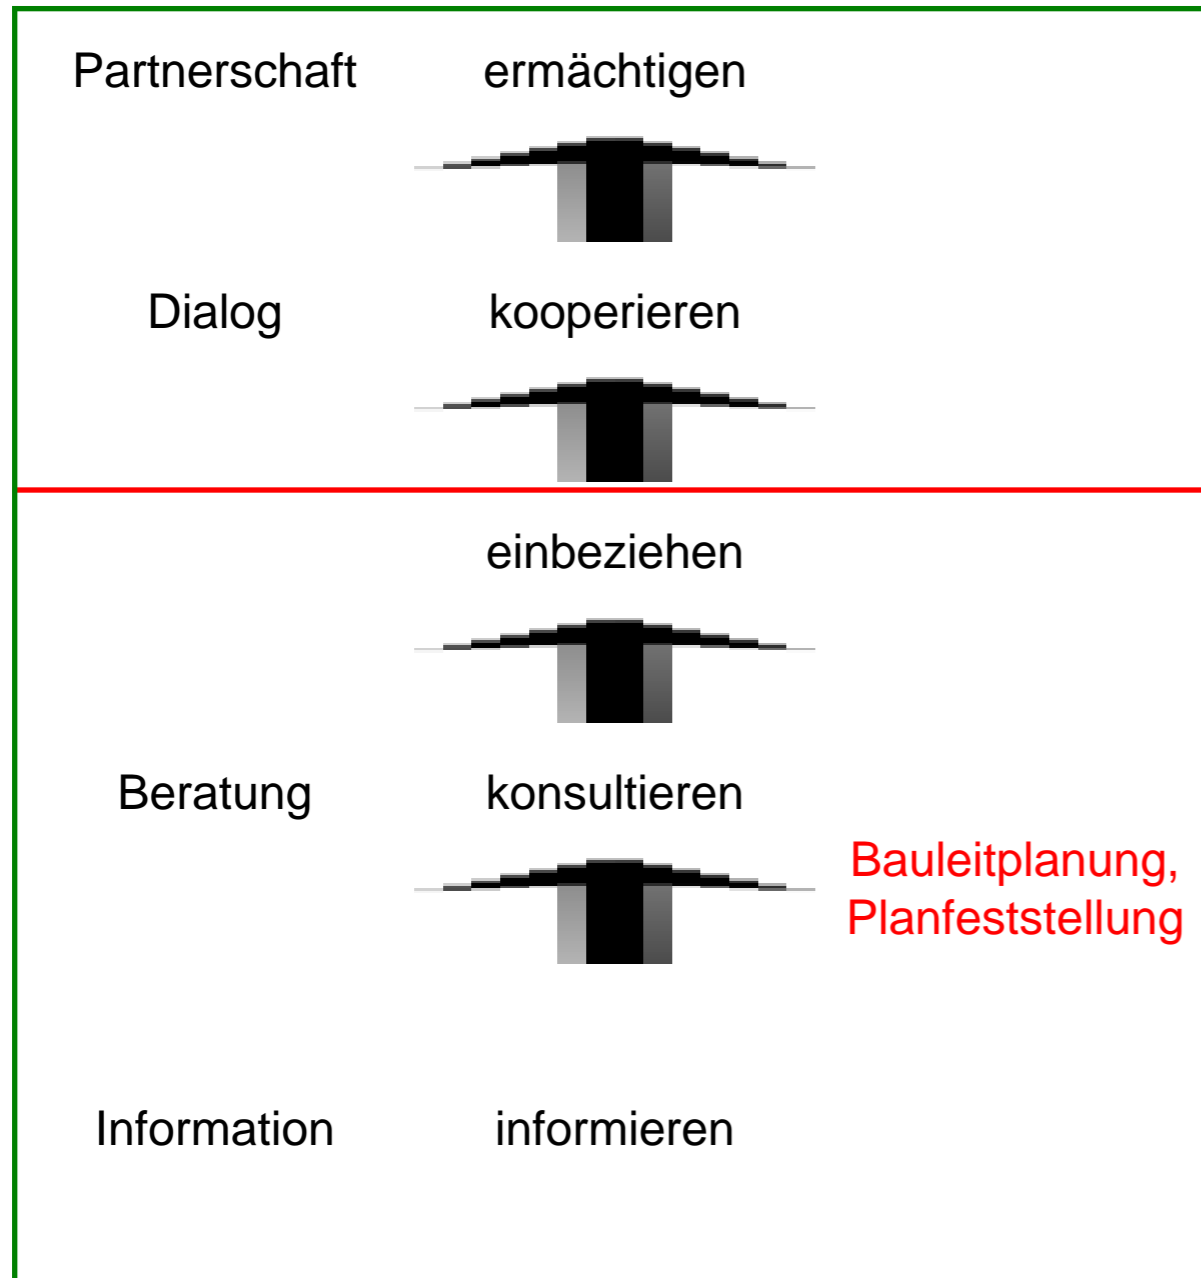 Partnerschaft ermächtigen
Dialog kooperieren
einbeziehen
Beratung konsultieren
Bauleitplanung,
Planfeststellung
Information informieren